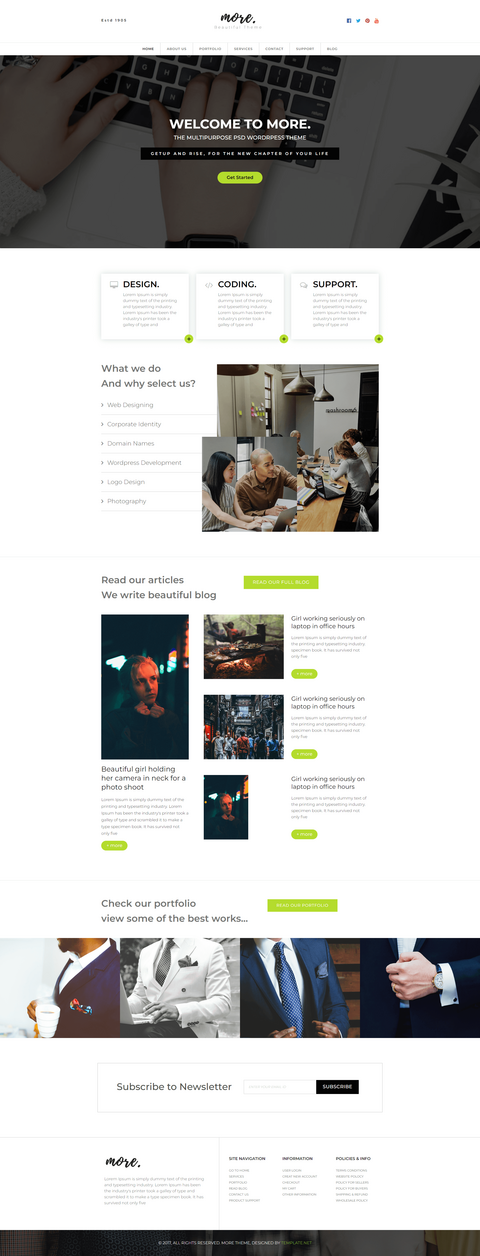 Estd 1900
more.
Beautiful Theme
HOME ABOUT US PORTFOLIO SERVICES CONTACT SUPPORT BLOG
WELCOME TO MORE.
THE MULTIPURPOSE PSD WORDRPESS THEME
GETUP AND RISE, FOR THE NEW CHAPTER OF YOUR LIFE
Get Started
DESIGN.
Lorem Ipsum is simply
dummy text of the printing
and typesetting industry.
Lorem Ipsum has been the
industry's printer took a
galley of type and
CODING.
Lorem Ipsum is simply
dummy text of the printing
and typesetting industry.
Lorem Ipsum has been the
industry's printer took a
galley of type and
SUPPORT.
Lorem Ipsum is simply
dummy text of the printing
and typesetting industry.
Lorem Ipsum has been the
industry's printer took a
galley of type and
What we do
And why select us?
Web Designing
Corporate Identity
Domain Names
Wordpress Development
Logo Design
Photography
Read our articles
We write beautiful blog
READ OUR FULL BLOG
Beautiful girl holding
her camera in neck for a
photo shoot
Lorem Ipsum is simply dummy text of the
printing and typesetting industry. Lorem
Ipsum has been the industry's printer took a
galley of type and scrambled it to make a
type specimen book. It has survived not
only five
+ more
Girl working seriously on
laptop in office hours
Lorem Ipsum is simply dummy text of
the printing and typesetting industry.
specimen book. It has survived not
only five
+ more
Girl working seriously on
laptop in office hours
Lorem Ipsum is simply dummy text of
the printing and typesetting industry.
specimen book. It has survived not
only five
+ more
Girl working seriously on
laptop in office hours
Lorem Ipsum is simply dummy text of
the printing and typesetting industry.
specimen book. It has survived not
only five
+ more
Check our portfolio
view some of the best works...
READ OUR PORTFOLIO
Subscribe to Newsletter
SUBSCRIBE
more.
Lorem Ipsum is simply dummy text of the printing
and typesetting industry. Lorem Ipsum has been
the industry's printer took a galley of type and
scrambled it to make a type specimen book. It has
survived not
SITE NAVIGATION
GO TO HOME
SERVICES
PORTFOLIO
READ BLOG
CONTACT US
PRODUCT SUPPORT
INFORMATION
USER LOGIN
CREAT NEW ACCOUNT
CHECKOUT
MY CART
OTHER INFORMATION
POLICIES & INFO
TERMS CONDITIONS
WEBSITE POLICY
POLICY FOR SELLERS
POLICY FOR BUYERS
SHIPPING & REFUND
WHOLESALE POLICY
© 2017, ALL RIGHTS RESERVED. MORE THEME, DESIGNED BY TEMPLATE.NET